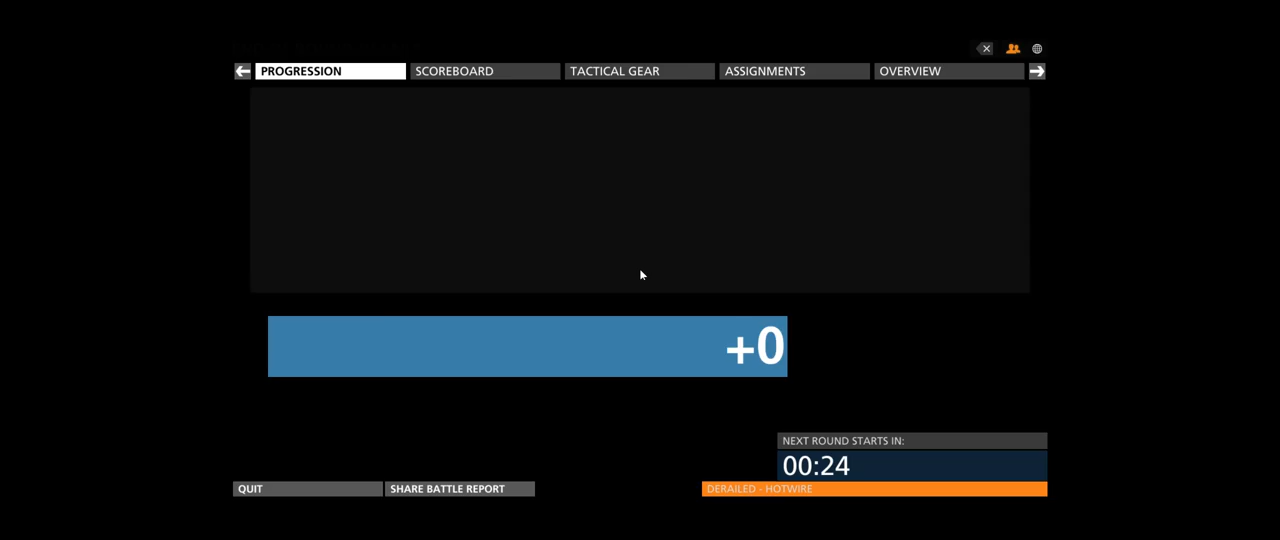 PROGRESSION
SCOREBOARD
TACTICAL GEAR
ASSIGNMENTS
OVERVIEW
+0
NEXT ROUND STARTS IN:
00:24
QUIT
SHARE BATTLE REPORT
DERAILED - HOTWIRE